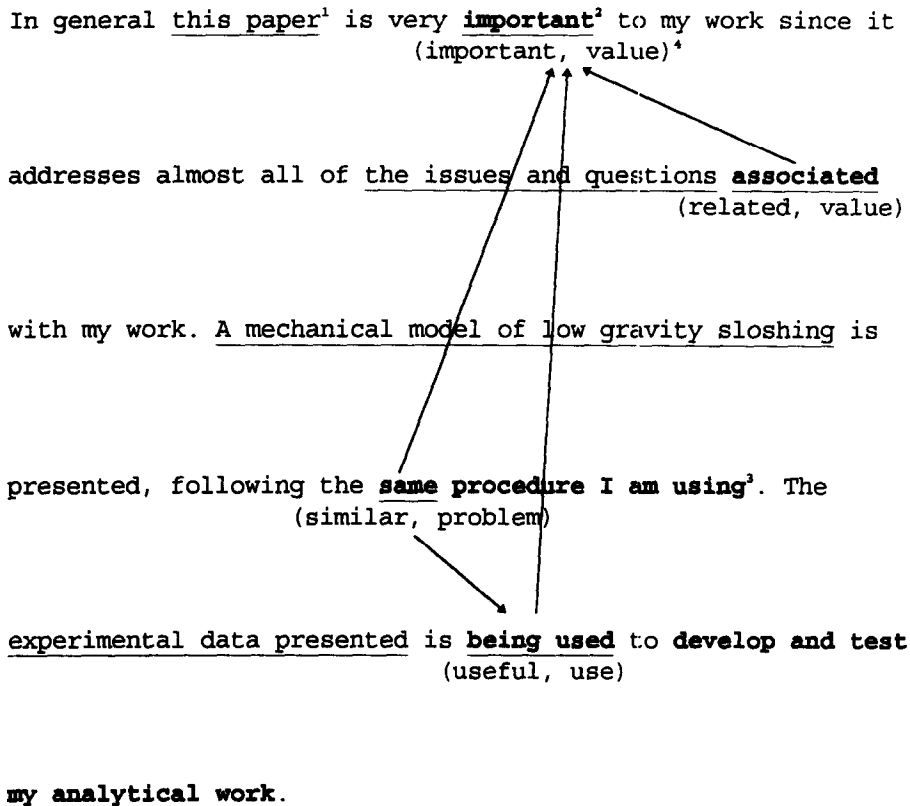 In general this paper¹ is very important² to my work since it
(important, value)⁴
addresses almost all of the issues and questions associated
(related, value)
with my work. A mechanical model of low gravity sloshing is
presented, following the same procedure I am using³. The
(similar, problem)
experimental data presented is being used to develop and test
(useful, use)
my analytical work.